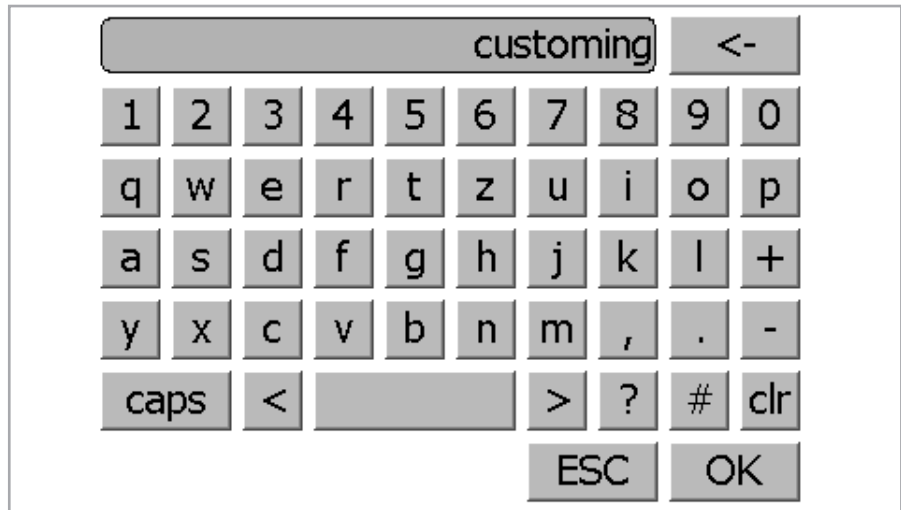 customing <-
1 2 3 4 5 6 7 8 9 0
q w e r t z u i o p
a s d f g h j k l +
y x c v b n m , . -
caps < > ? # clr
ESC OK